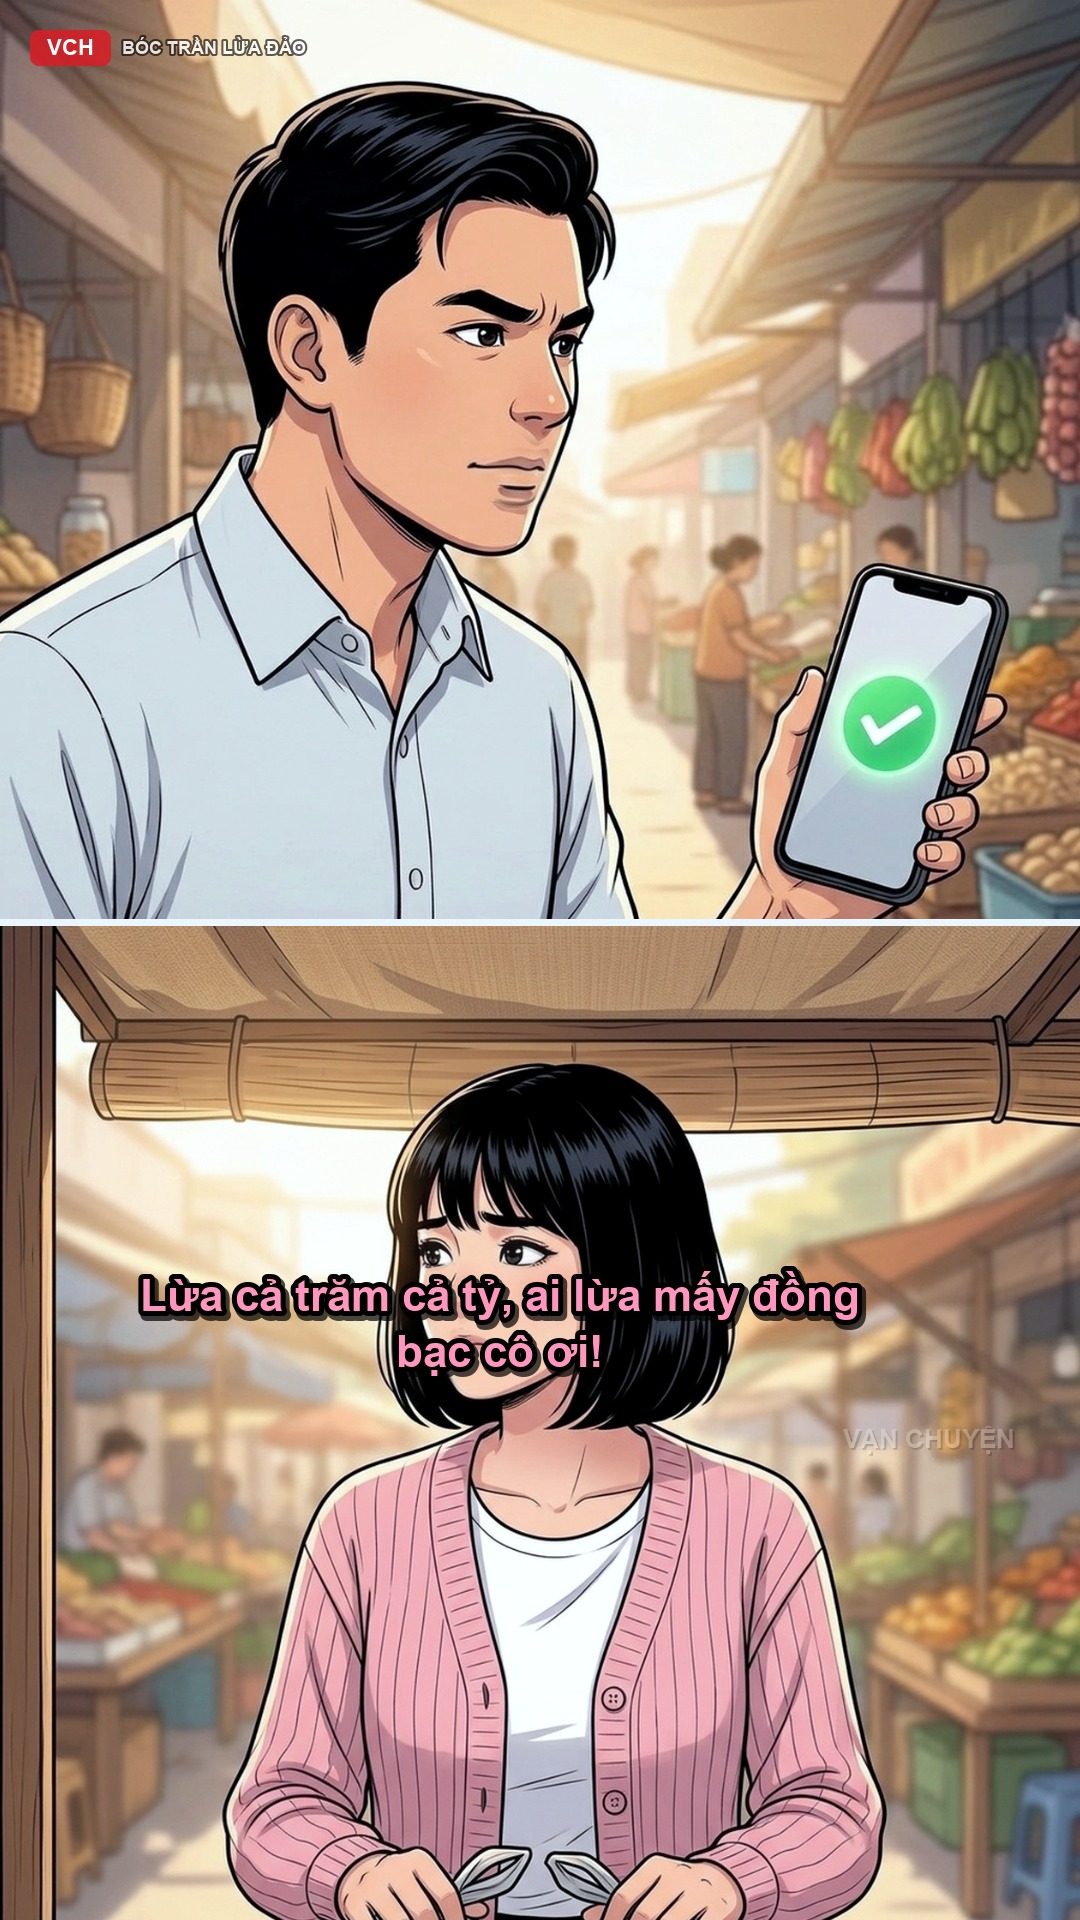 VCH BÓC TRẦN LỪA ĐẢO
Lừa cả trăm cả tỷ, ai lừa mấy đồng
bạc cô ơi!
VẠN CHUYỆN